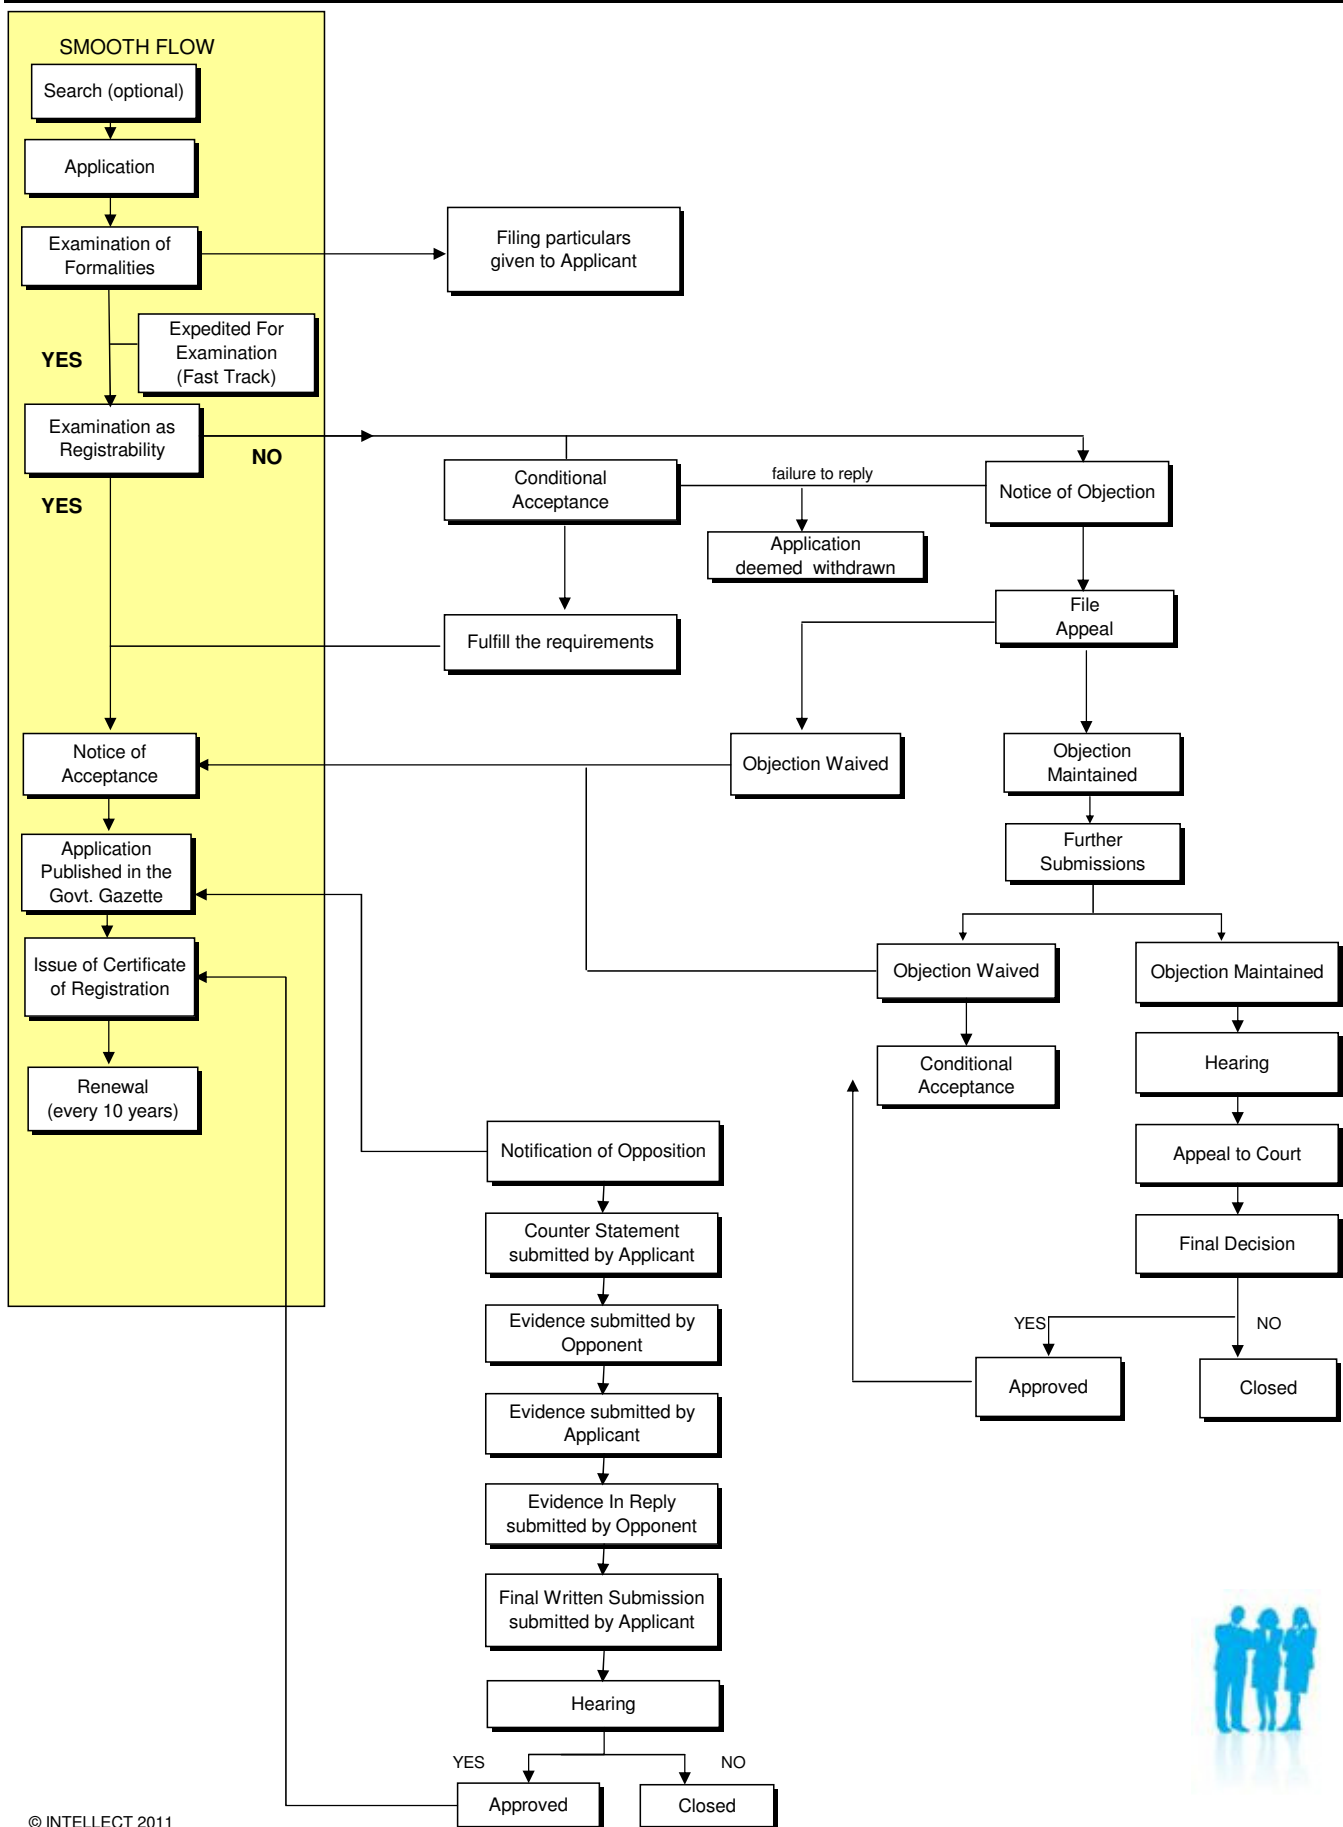 SMOOTH FLOW
Search (optional)
Application
Examination of
Formalities
Filing particulars
given to Applicant
Expedited For
Examination
(Fast Track)
YES
Examination as
Registrability
NO
YES
Conditional
Acceptance
failure to reply
Notice of Objection
Application
deemed withdrawn
File
Appeal
Fulfill the requirements
Notice of
Acceptance
Objection Waived
Objection
Maintained
Application
Published in the
Govt. Gazette
Further
Submissions
Issue of Certificate
of Registration
Objection Waived
Objection Maintained
Renewal
(every 10 years)
Conditional
Acceptance
Hearing
Notification of Opposition
Appeal to Court
Counter Statement
submitted by Applicant
Final Decision
Evidence submitted by
Opponent
YES
NO
Approved
Closed
Evidence submitted by
Applicant
Evidence In Reply
submitted by Opponent
Final Written Submission
submitted by Applicant
Hearing
YES
NO
Approved
Closed
© INTELLECT 2011